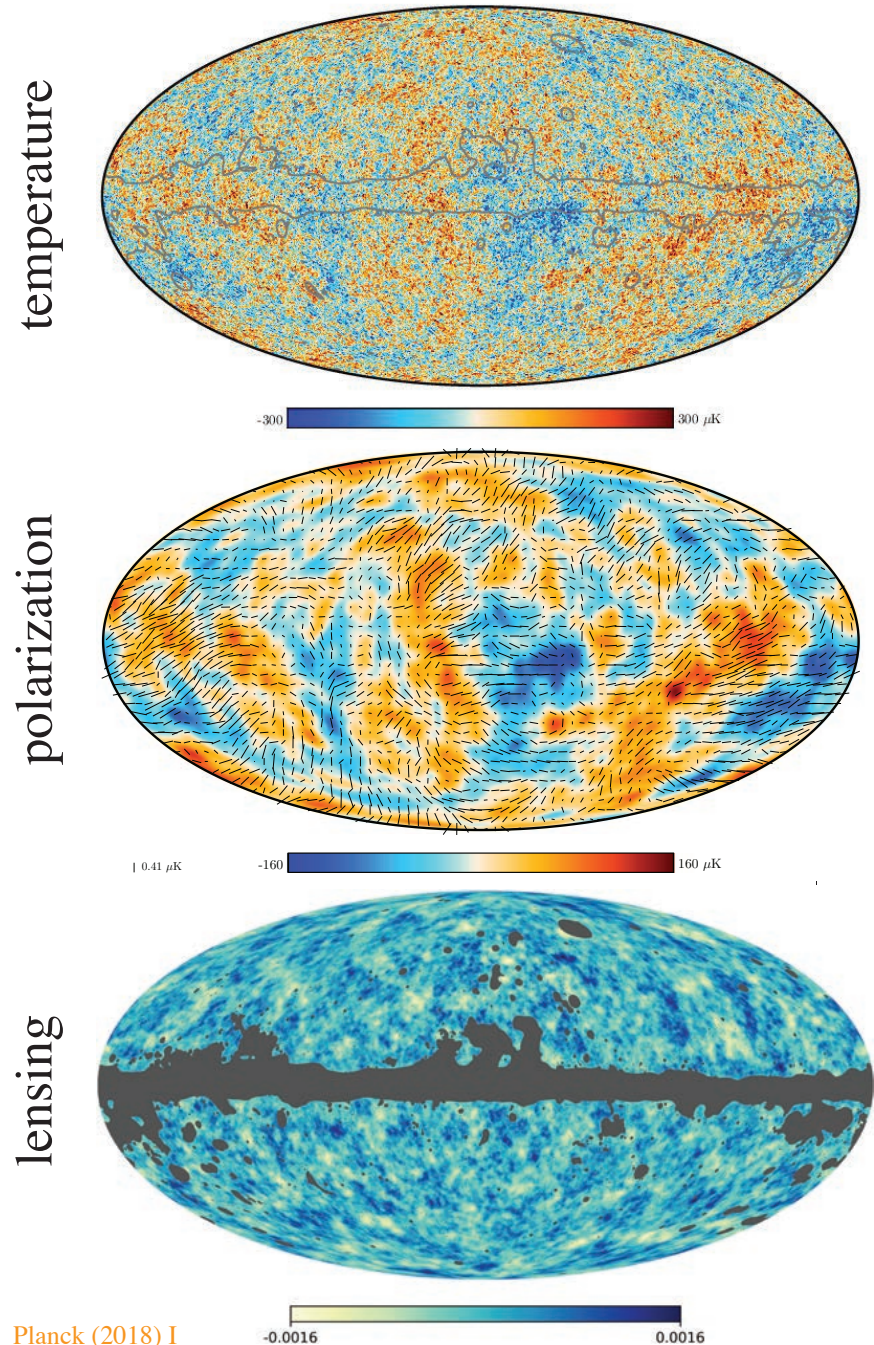 temperature
-300 300 μK
polarization
0.41 μK -160 160 μK
lensing
-0.0016 0.0016
Planck (2018) I